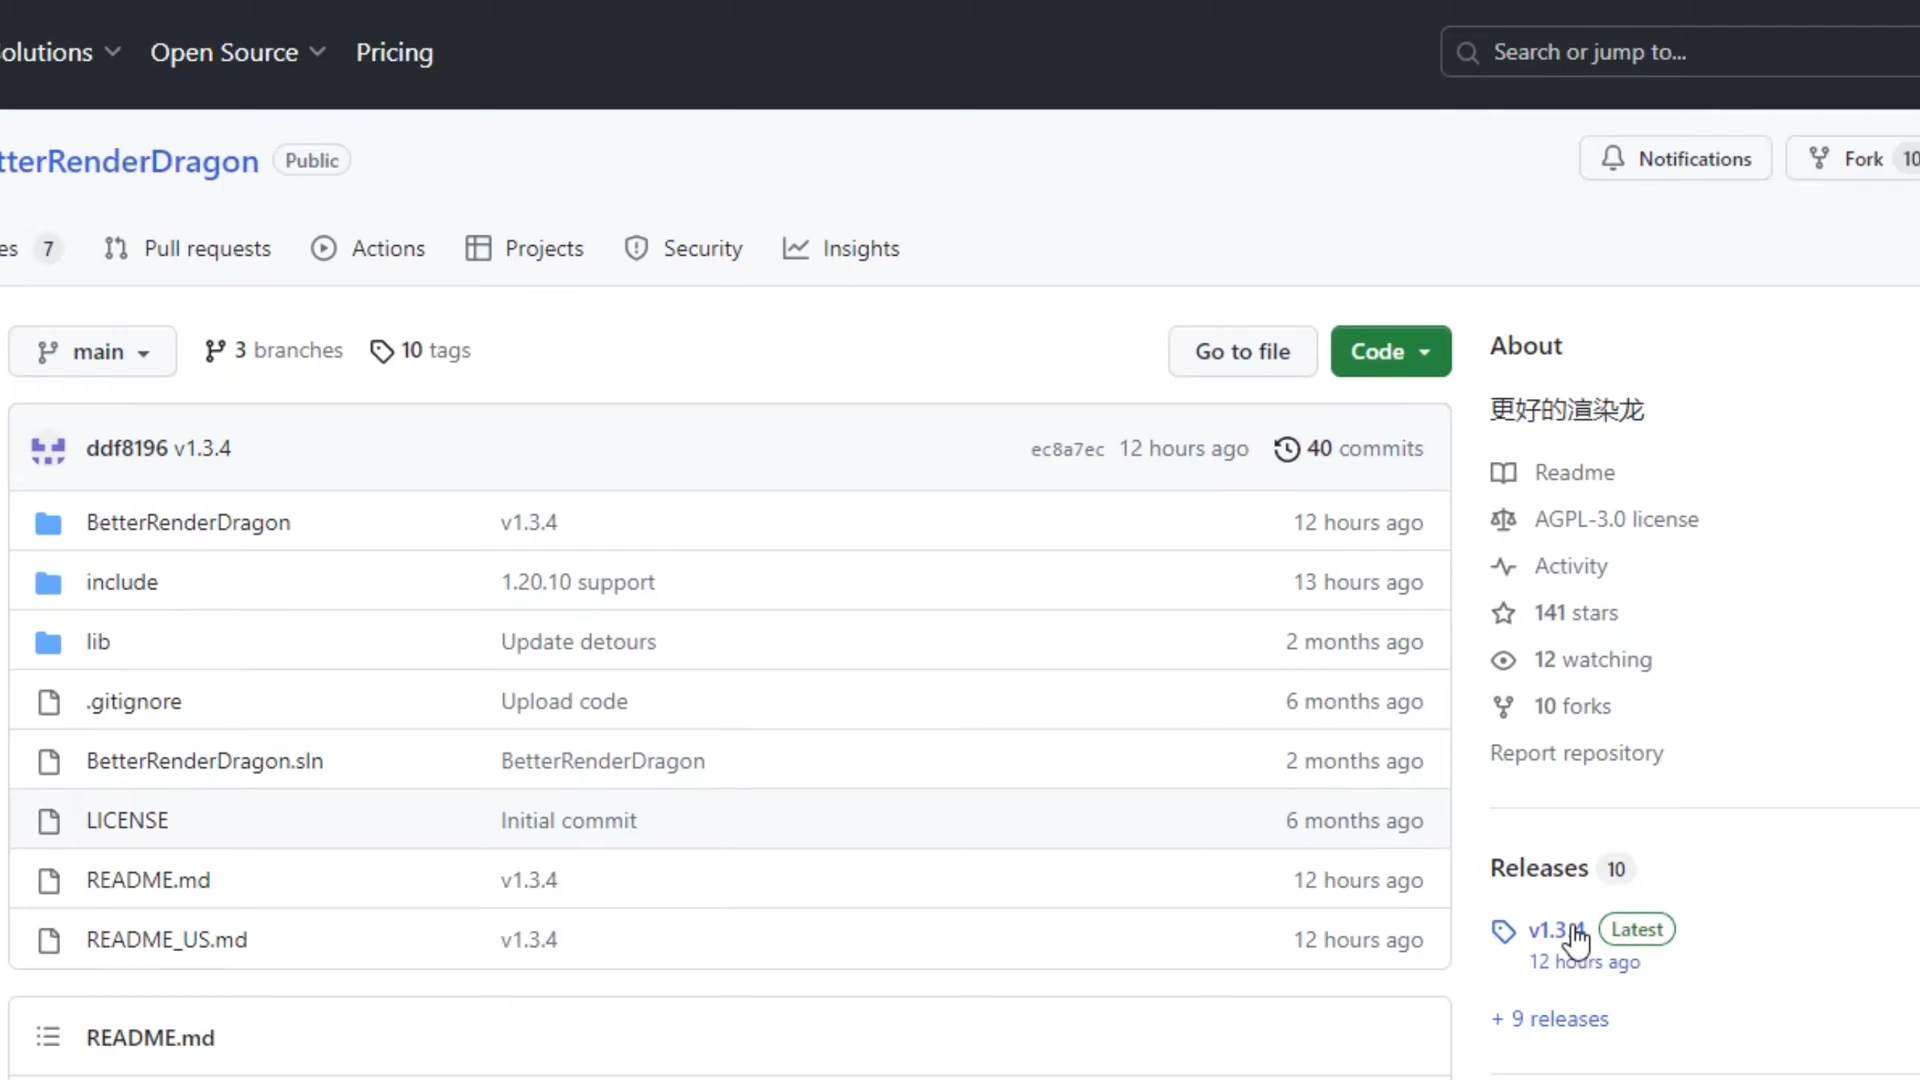 olutions Open Source Pricing Search or jump to...
tterRenderDragon Public Notifications Fork 10
es 7 Pull requests Actions Projects Security Insights
main 3 branches 10 tags Go to file Code
ddf8196 v1.3.4 ec8a7ec 12 hours ago 40 commits
BetterRenderDragon v1.3.4 12 hours ago
include 1.20.10 support 13 hours ago
lib Update detours 2 months ago
.gitignore Upload code 6 months ago
BetterRenderDragon.sln BetterRenderDragon 2 months ago
LICENSE Initial commit 6 months ago
README.md v1.3.4 12 hours ago
README_US.md v1.3.4 12 hours ago
README.md
About
更好的渲染龙
Readme
AGPL-3.0 license
Activity
141 stars
12 watching
10 forks
Report repository
Releases 10
v1.3.4 Latest
12 hours ago
+ 9 releases